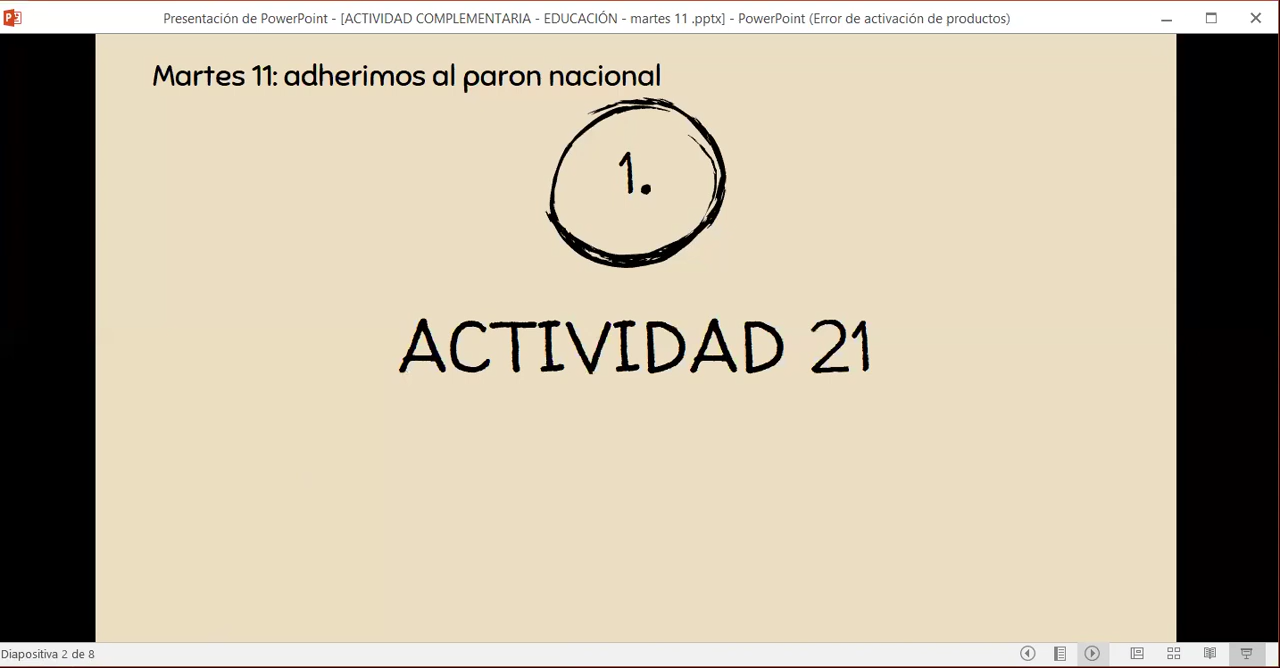 Presentación de PowerPoint - [ACTIVIDAD COMPLEMENTARIA - EDUCACIÓN - martes 11 .pptx] - PowerPoint (Error de activación de productos)
Martes 11: adherimos al paron nacional
1.
ACTIVIDAD 21
Diapositiva 2 de 8